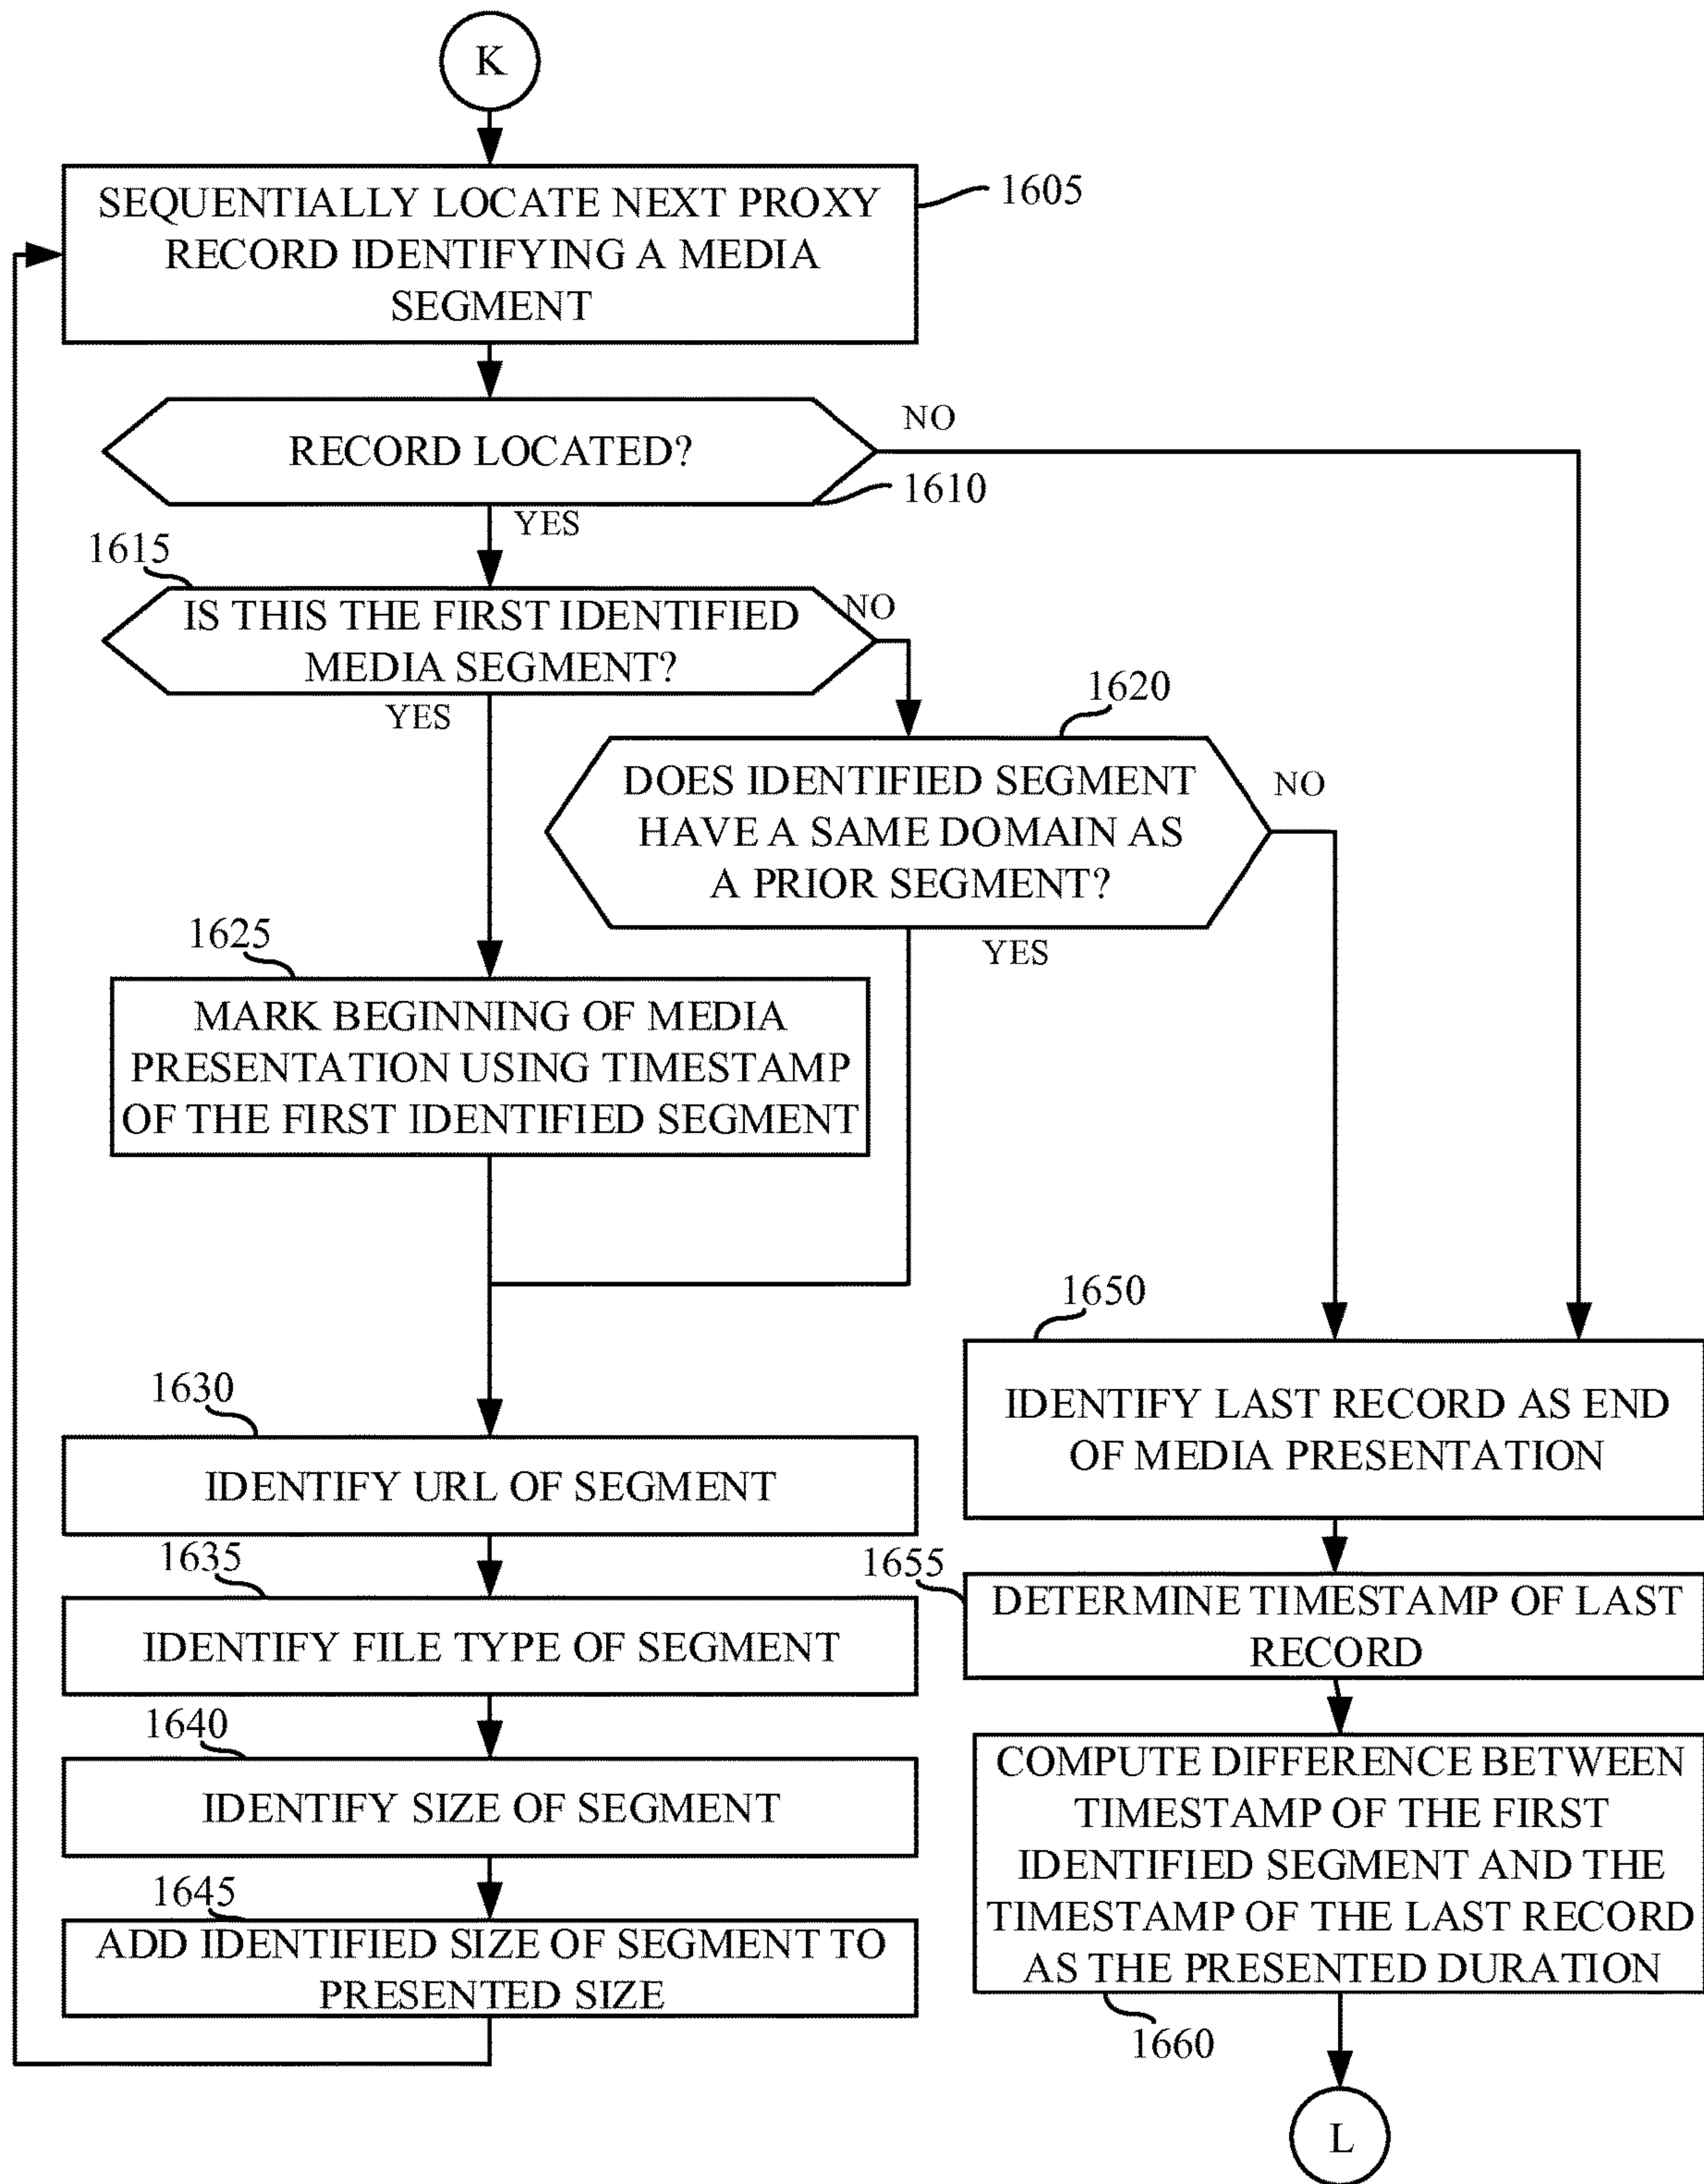 K
SEQUENTIALLY LOCATE NEXT PROXY
RECORD IDENTIFYING A MEDIA
SEGMENT
1605
RECORD LOCATED?
NO
1610
YES
1615
IS THIS THE FIRST IDENTIFIED
MEDIA SEGMENT?
NO
YES
1620
DOES IDENTIFIED SEGMENT
HAVE A SAME DOMAIN AS
A PRIOR SEGMENT?
NO
YES
1625
MARK BEGINNING OF MEDIA
PRESENTATION USING TIMESTAMP
OF THE FIRST IDENTIFIED SEGMENT
1630
IDENTIFY URL OF SEGMENT
1635
IDENTIFY FILE TYPE OF SEGMENT
1640
IDENTIFY SIZE OF SEGMENT
1645
ADD IDENTIFIED SIZE OF SEGMENT TO
PRESENTED SIZE
1650
IDENTIFY LAST RECORD AS END
OF MEDIA PRESENTATION
1655
DETERMINE TIMESTAMP OF LAST
RECORD
COMPUTE DIFFERENCE BETWEEN
TIMESTAMP OF THE FIRST
IDENTIFIED SEGMENT AND THE
TIMESTAMP OF THE LAST RECORD
AS THE PRESENTED DURATION
1660
L